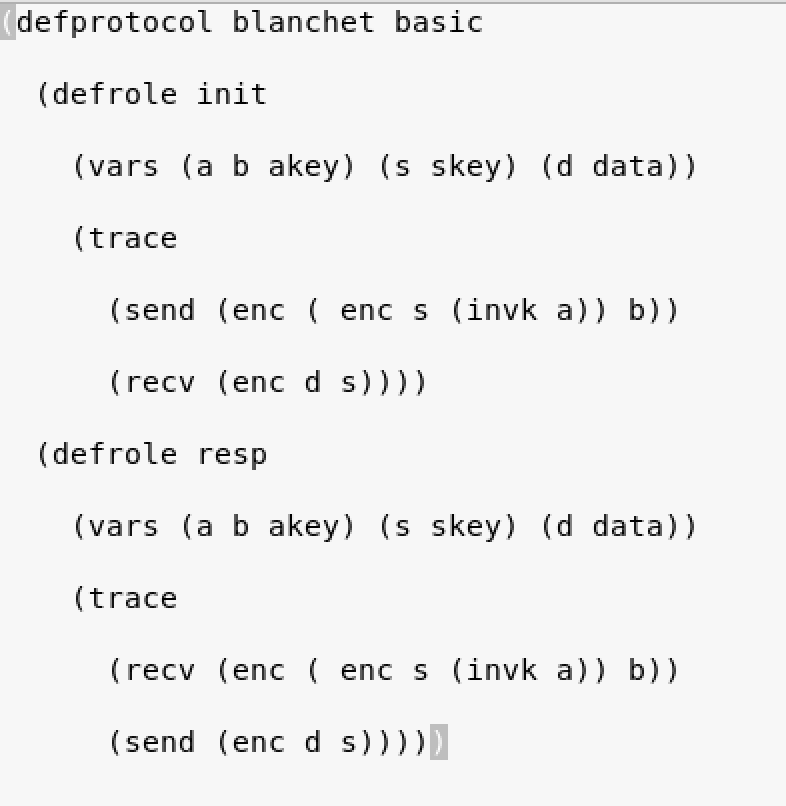 (defprotocol blanchet basic
  (defrole init
    (vars (a b akey) (s skey) (d data))
    (trace
      (send (enc ( enc s (invk a)) b))
      (recv (enc d s))))
  (defrole resp
    (vars (a b akey) (s skey) (d data))
    (trace
      (recv (enc ( enc s (invk a)) b))
      (send (enc d s)))))